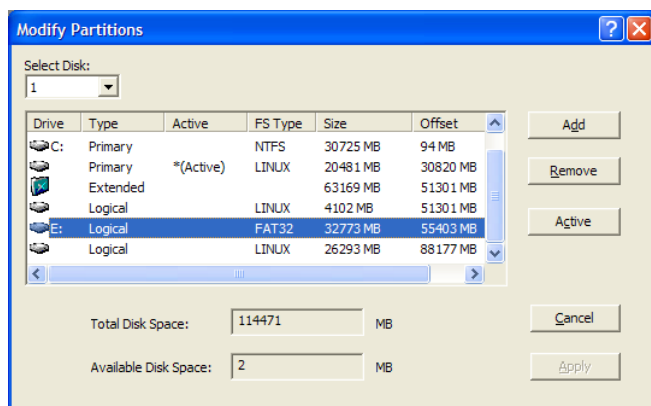 Modify Partitions
Select Disk:
1
Drive Type Active FS Type Size Offset
C: Primary NTFS 30725 MB 94 MB
Primary *(Active) LINUX 20481 MB 30820 MB
Extended 63169 MB 51301 MB
Logical LINUX 4102 MB 51301 MB
E: Logical FAT32 32773 MB 55403 MB
Logical LINUX 26293 MB 88177 MB
Add
Remove
Active
Total Disk Space: 114471 MB
Cancel
Available Disk Space: 2 MB
Apply